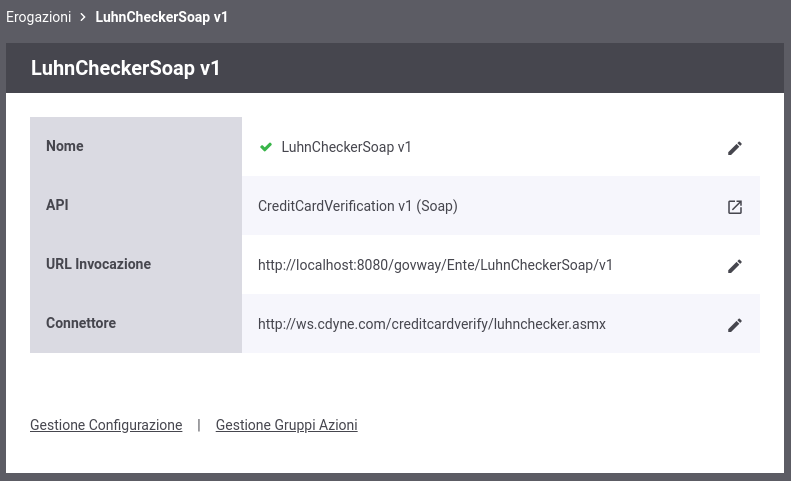 Erogazioni > LuhnCheckerSoap v1
LuhnCheckerSoap v1
Nome LuhnCheckerSoap v1
API CreditCardVerification v1 (Soap)
URL Invocazione http://localhost:8080/govway/Ente/LuhnCheckerSoap/v1
Connettore http://ws.cdyne.com/creditcardverify/luhnchecker.asmx
Gestione Configurazione | Gestione Gruppi Azioni